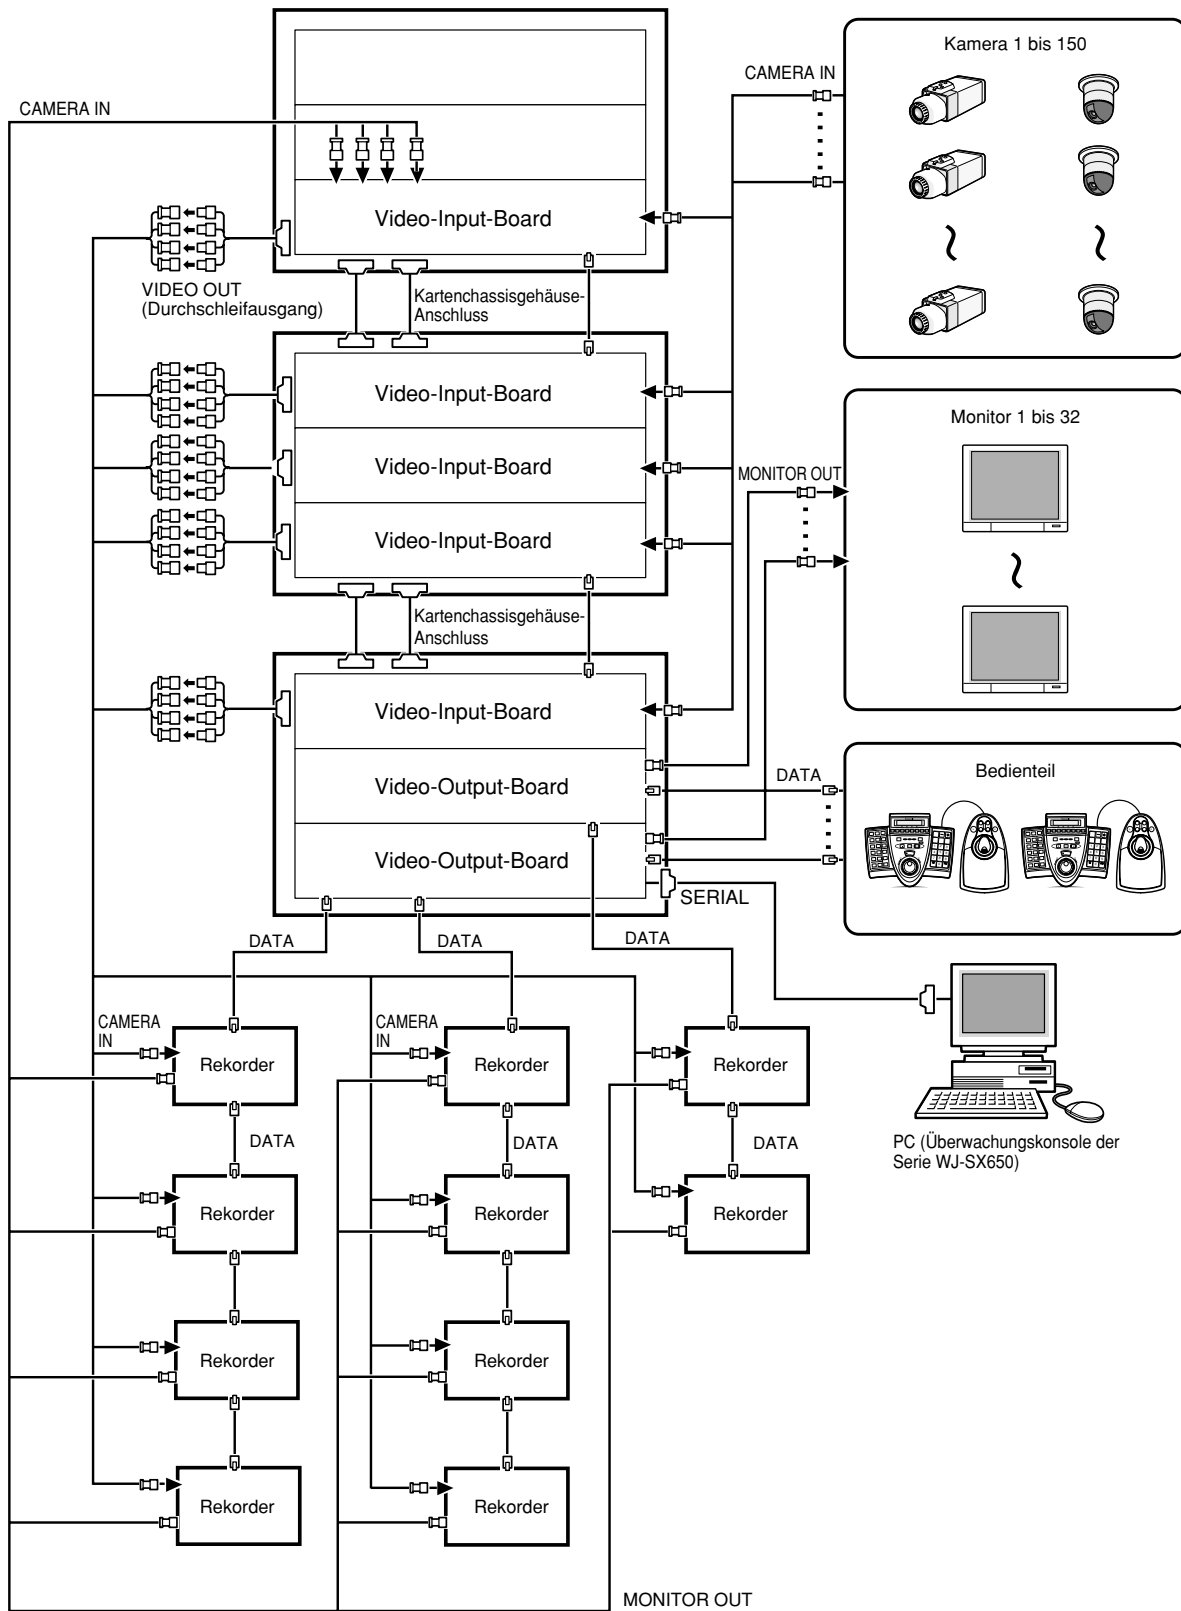 Kamera 1 bis 150
CAMERA IN
CAMERA IN
Video-Input-Board
VIDEO OUT
(Durchschleifausgang)
Kartenchassisgehäuse-
Anschluss
Video-Input-Board
Monitor 1 bis 32
Video-Input-Board
MONITOR OUT
Video-Input-Board
Kartenchassisgehäuse-
Anschluss
Video-Input-Board
Bedienteil
DATA
Video-Output-Board
Video-Output-Board
SERIAL
DATA
DATA
DATA
CAMERA
IN
CAMERA
IN
Rekorder
Rekorder
Rekorder
DATA
DATA
DATA
PC (Überwachungskonsole der
Serie WJ-SX650)
Rekorder
Rekorder
Rekorder
Rekorder
Rekorder
Rekorder
Rekorder
MONITOR OUT